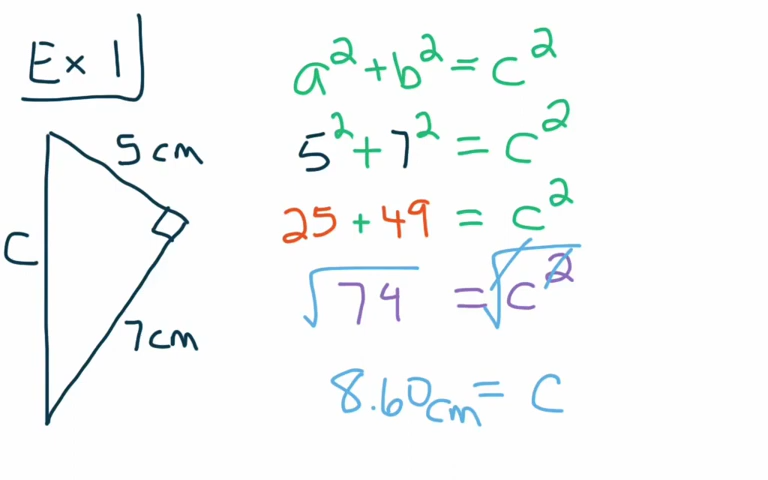 Ex 1
5cm
C
7cm
a² + b² = c²
5² + 7² = c²
25 + 49 = c²
√74 = √c²
8.60cm = C